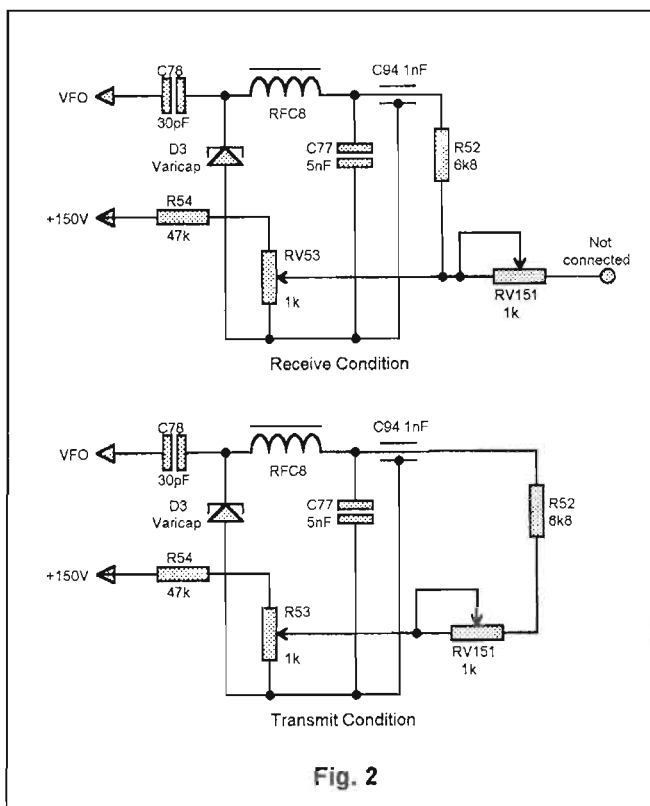 C78
C94 1nF
VFO
30pF
RFC8
D3
Varicap
C77
5nF
R52
6k8
+150V
R54
47k
RV53
1k
Not
connected
RV151
1k
Receive Condition
C78
C94 1nF
VFO
30pF
RFC8
D3
Varicap
C77
5nF
R52
6k8
+150V
R54
47k
R53
1k
RV151
1k
Transmit Condition
Fig. 2